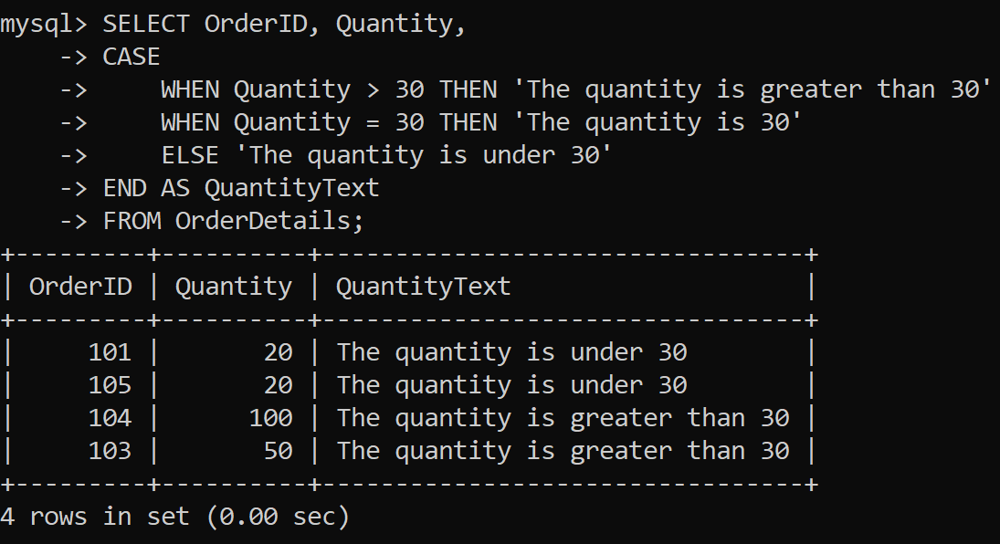 mysql> SELECT OrderID, Quantity,
    -> CASE
    ->     WHEN Quantity > 30 THEN 'The quantity is greater than 30'
    ->     WHEN Quantity = 30 THEN 'The quantity is 30'
    ->     ELSE 'The quantity is under 30'
    -> END AS QuantityText
    -> FROM OrderDetails;
+---------+----------+---------------------------------+
| OrderID | Quantity | QuantityText                    |
+---------+----------+---------------------------------+
|     101 |       20 | The quantity is under 30        |
|     105 |       20 | The quantity is under 30        |
|     104 |      100 | The quantity is greater than 30 |
|     103 |       50 | The quantity is greater than 30 |
+---------+----------+---------------------------------+
4 rows in set (0.00 sec)